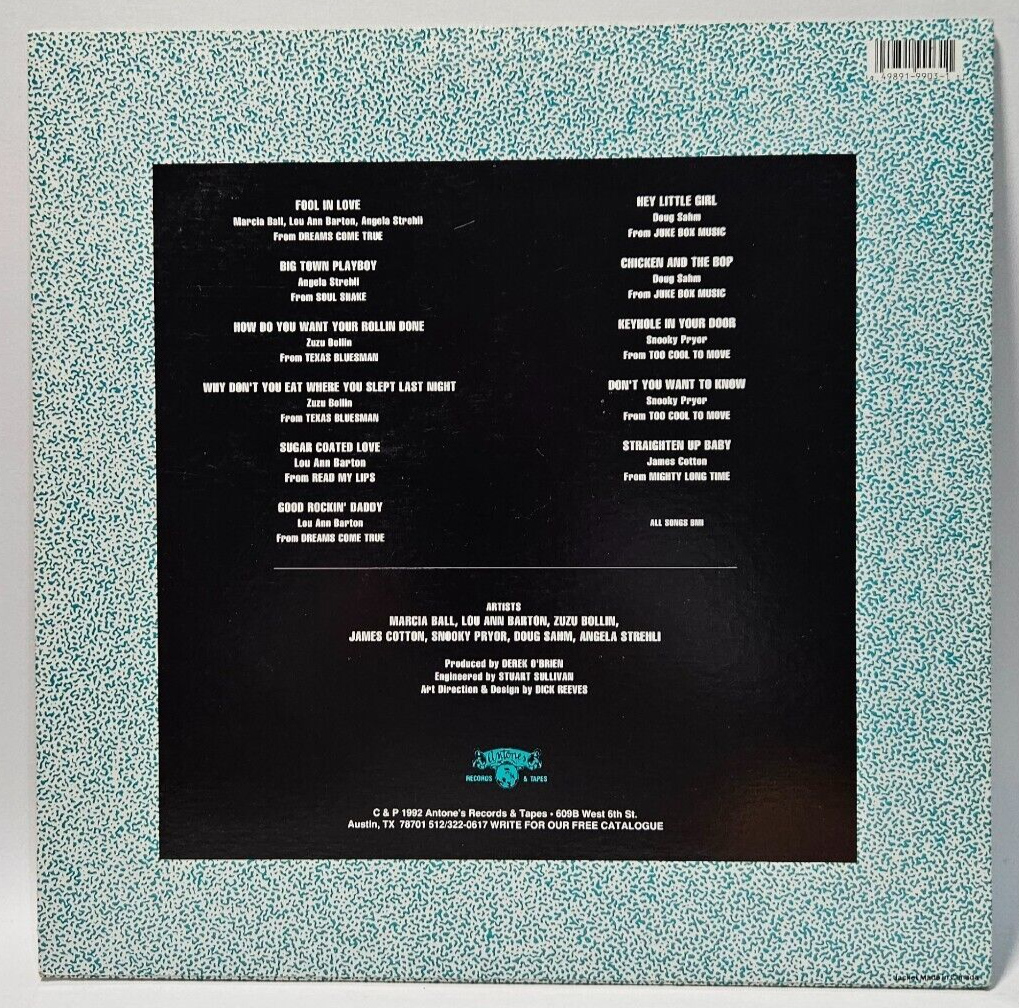 49891-9903-1
FOOL IN LOVE
Marcia Ball, Lou Ann Barton, Angela Strehli
From DREAMS COME TRUE
BIG TOWN PLAYBOY
Angela Strehli
From SOUL SHAKE
HOW DO YOU WANT YOUR ROLLIN DONE
Zuzu Bollin
From TEXAS BLUESMAN
WHY DON'T YOU EAT WHERE YOU SLEPT LAST NIGHT
Zuzu Bollin
From TEXAS BLUESMAN
SUGAR COATED LOVE
Lou Ann Barton
From READ MY LIPS
GOOD ROCKIN' DADDY
Lou Ann Barton
From DREAMS COME TRUE
HEY LITTLE GIRL
Doug Sahm
From JUKE BOX MUSIC
CHICKEN AND THE BOP
Doug Sahm
From JUKE BOX MUSIC
KEYHOLE IN YOUR DOOR
Snooky Pryor
From TOO COOL TO MOVE
DON'T YOU WANT TO KNOW
Snooky Pryor
From TOO COOL TO MOVE
STRAIGHTEN UP BABY
James Cotton
From MIGHTY LONG TIME
ALL SONGS BMI
ARTISTS
MARCIA BALL, LOU ANN BARTON, ZUZU BOLLIN,
JAMES COTTON, SNOOKY PRYOR, DOUG SAHM, ANGELA STREHLI
Produced by DEREK O'BRIEN
Engineered by STUART SULLIVAN
Art Direction & Design by DICK REEVES
Antone's
RECORDS & TAPES
C & P 1992 Antone's Records & Tapes • 609B West 6th St.
Austin, TX 78701 512/322-0617 WRITE FOR OUR FREE CATALOGUE
Jacket Made in Canada